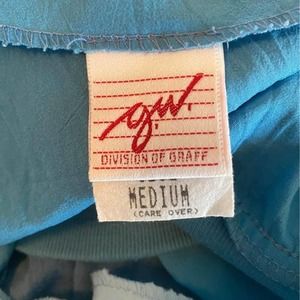 g.w.
DIVISION OF GRAFF
MEDIUM
(CARE OVER)